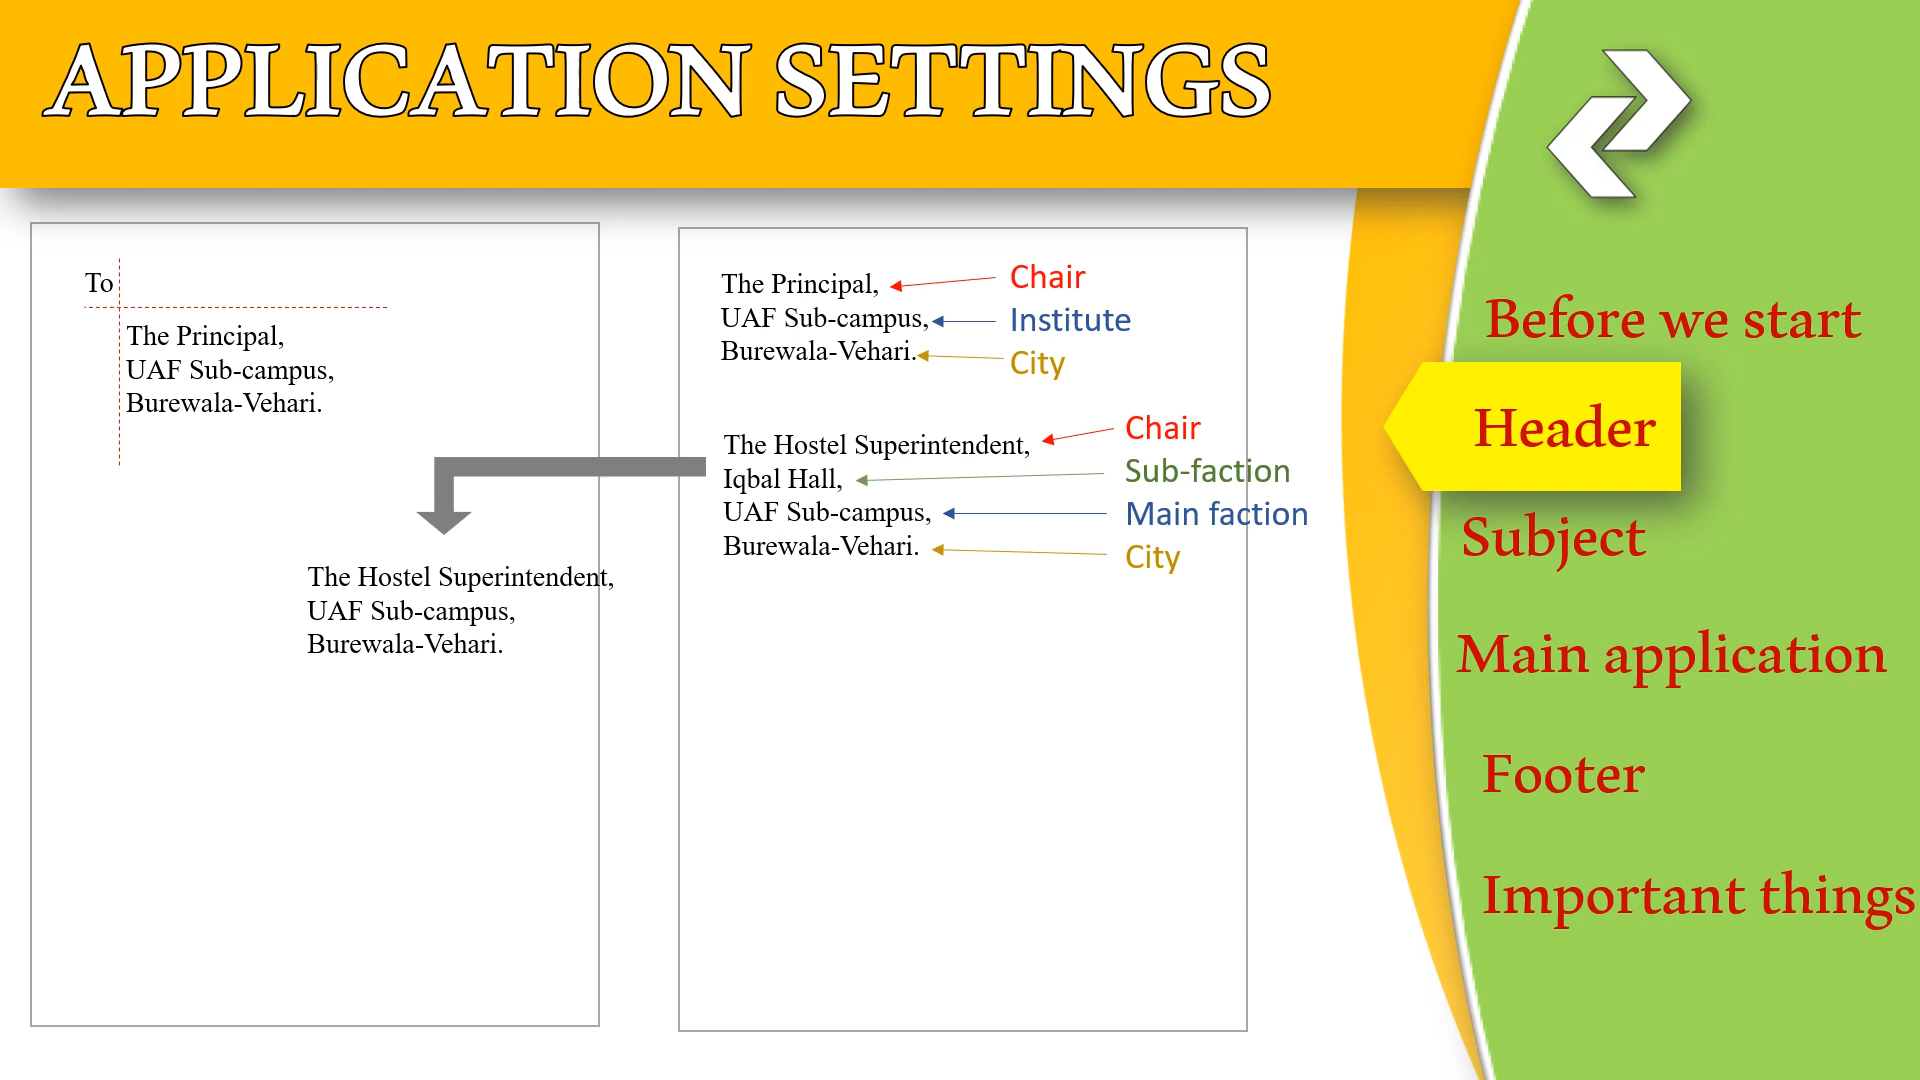 APPLICATION SETTINGS
To
The Principal,
UAF Sub-campus,
Burewala-Vehari.
The Hostel Superintendent,
UAF Sub-campus,
Burewala-Vehari.
The Principal,
Chair
UAF Sub-campus,
Institute
Burewala-Vehari.
City
The Hostel Superintendent,
Chair
Iqbal Hall,
Sub-faction
UAF Sub-campus,
Main faction
Burewala-Vehari.
City
Before we start
Header
Subject
Main application
Footer
Important things